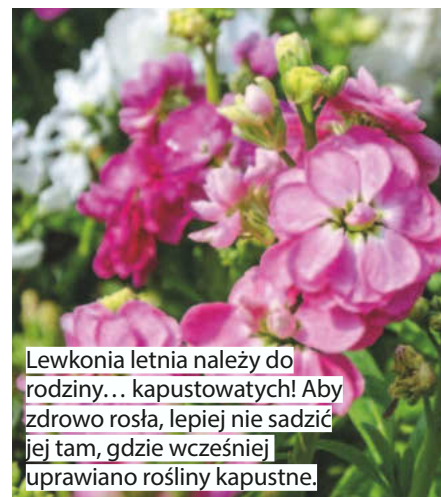 Lewkonia letnia należy do
rodziny… kapustowatych! Aby
zdrowo rosła, lepiej nie sadzić
jej tam, gdzie wcześniej
uprawiano rośliny kapustne.